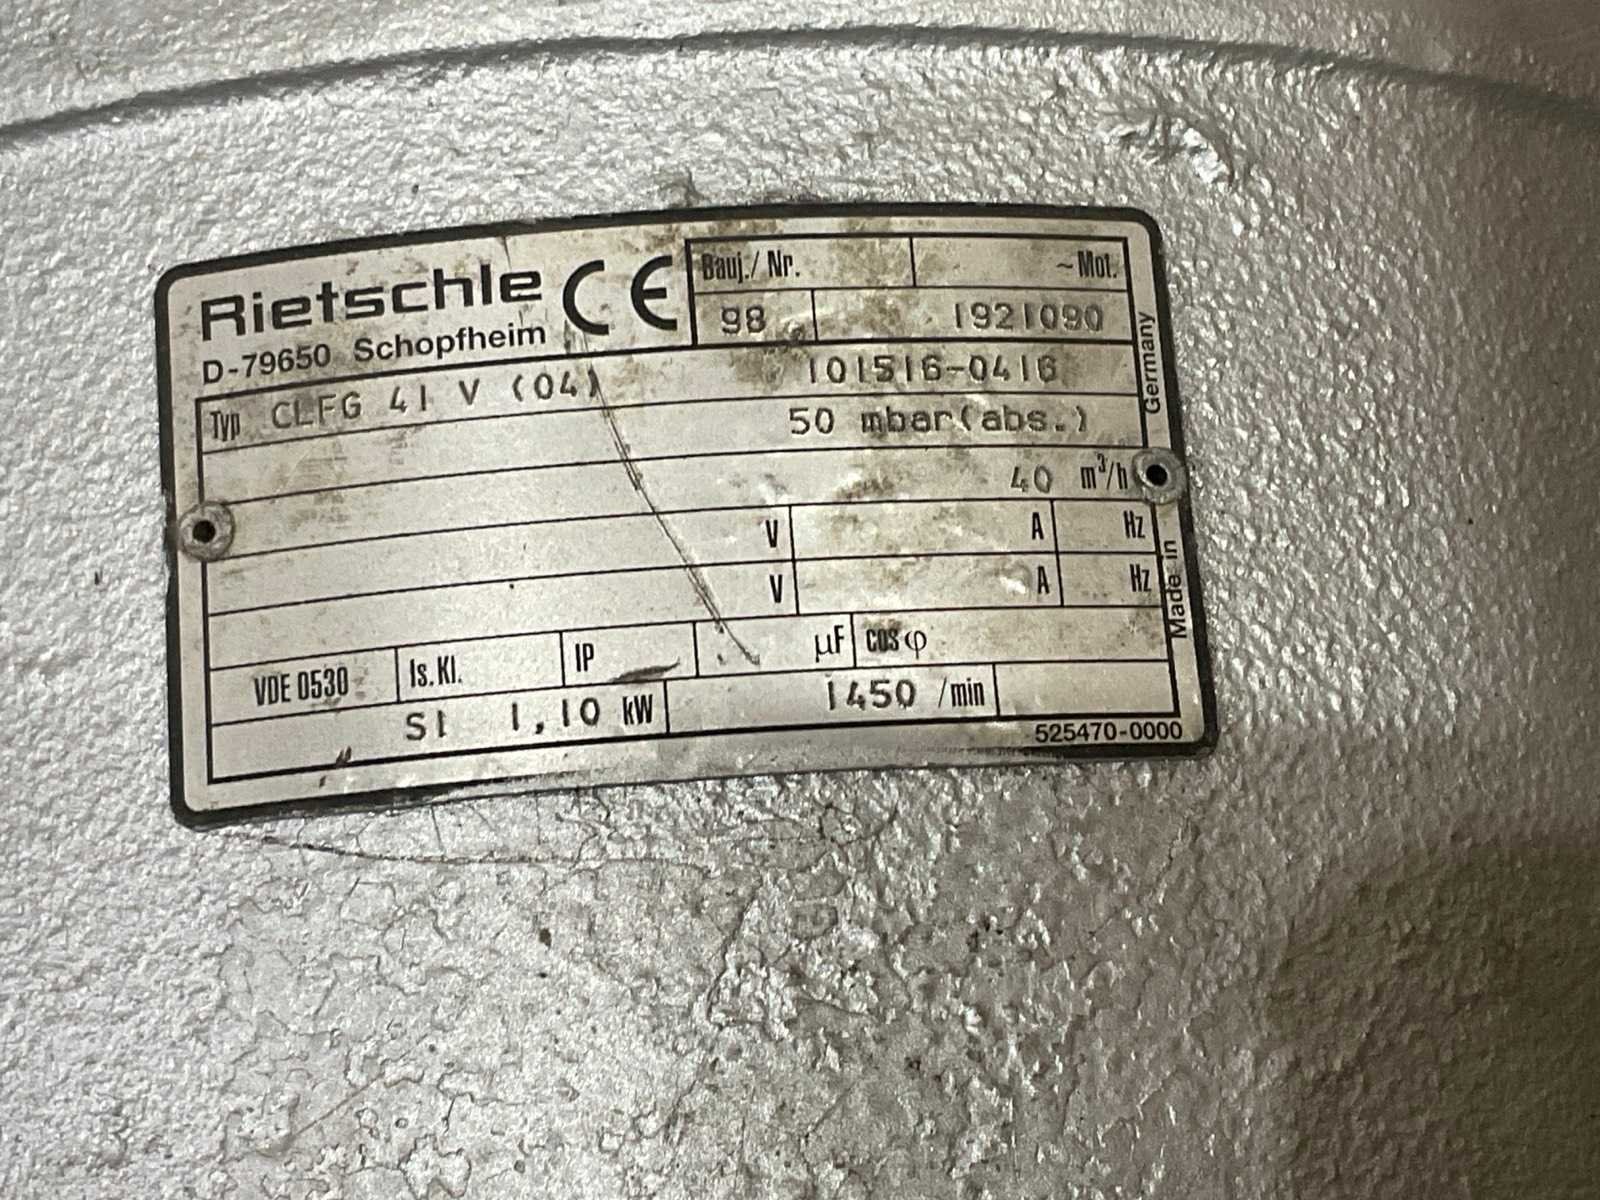 Rietschle CE
D-79650 Schopfheim
Bauj./ Nr. ~Mot.
98 1921090
Typ CLFG 41 V (04) 101516-0416
50 mbar(abs.)
40 m³/h
V A Hz
V A Hz
VDE 0530 Is.Kl. IP µF cos φ
S1 1,10 kW 1450 /min
525470-0000
Made in Germany